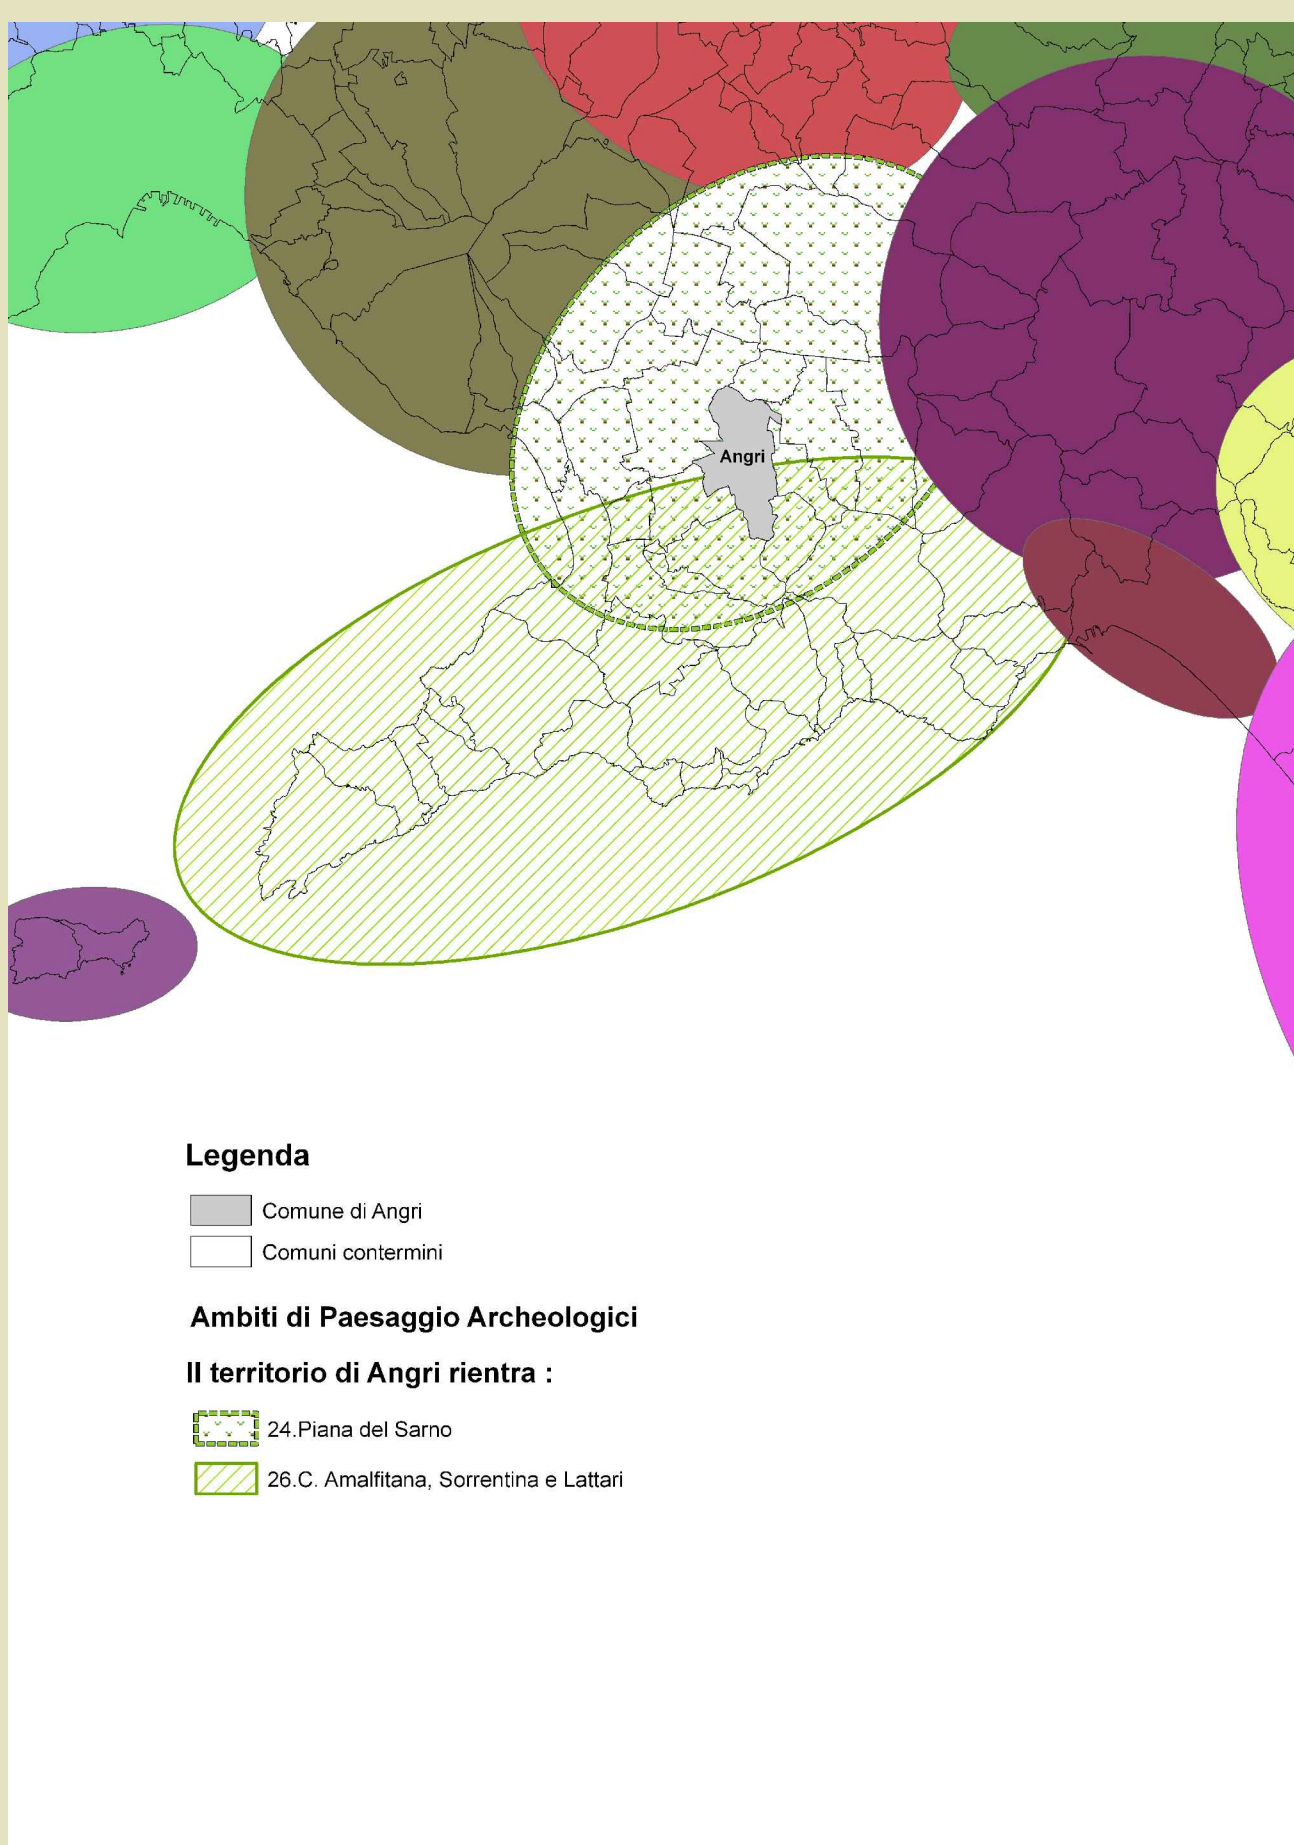 Angri
Legenda
Comune di Angri
Comuni contermini
Ambiti di Paesaggio Archeologici
Il territorio di Angri rientra :
24.Piana del Sarno
26.C. Amalfitana, Sorrentina e Lattari